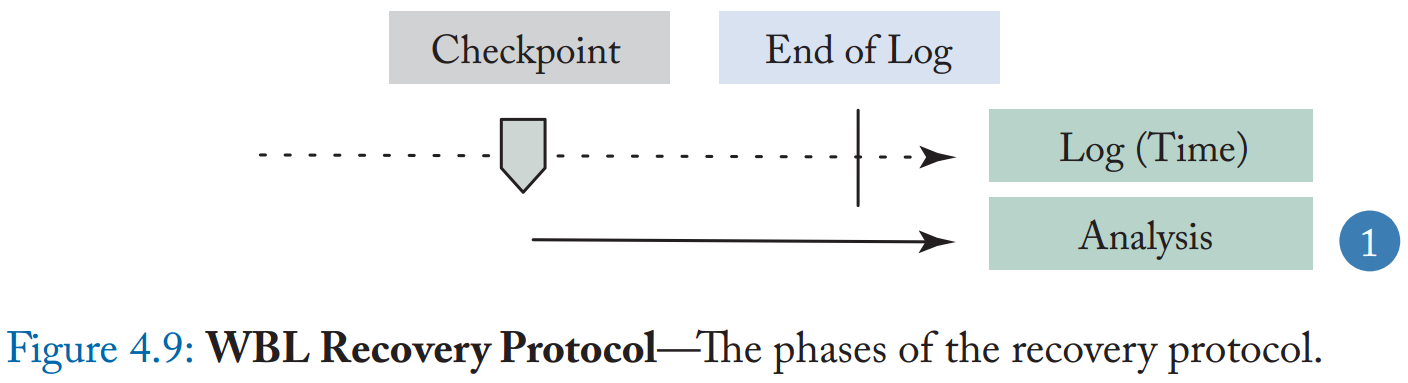 Checkpoint
End of Log
Log (Time)
Analysis
1
Figure 4.9: WBL Recovery Protocol—The phases of the recovery protocol.